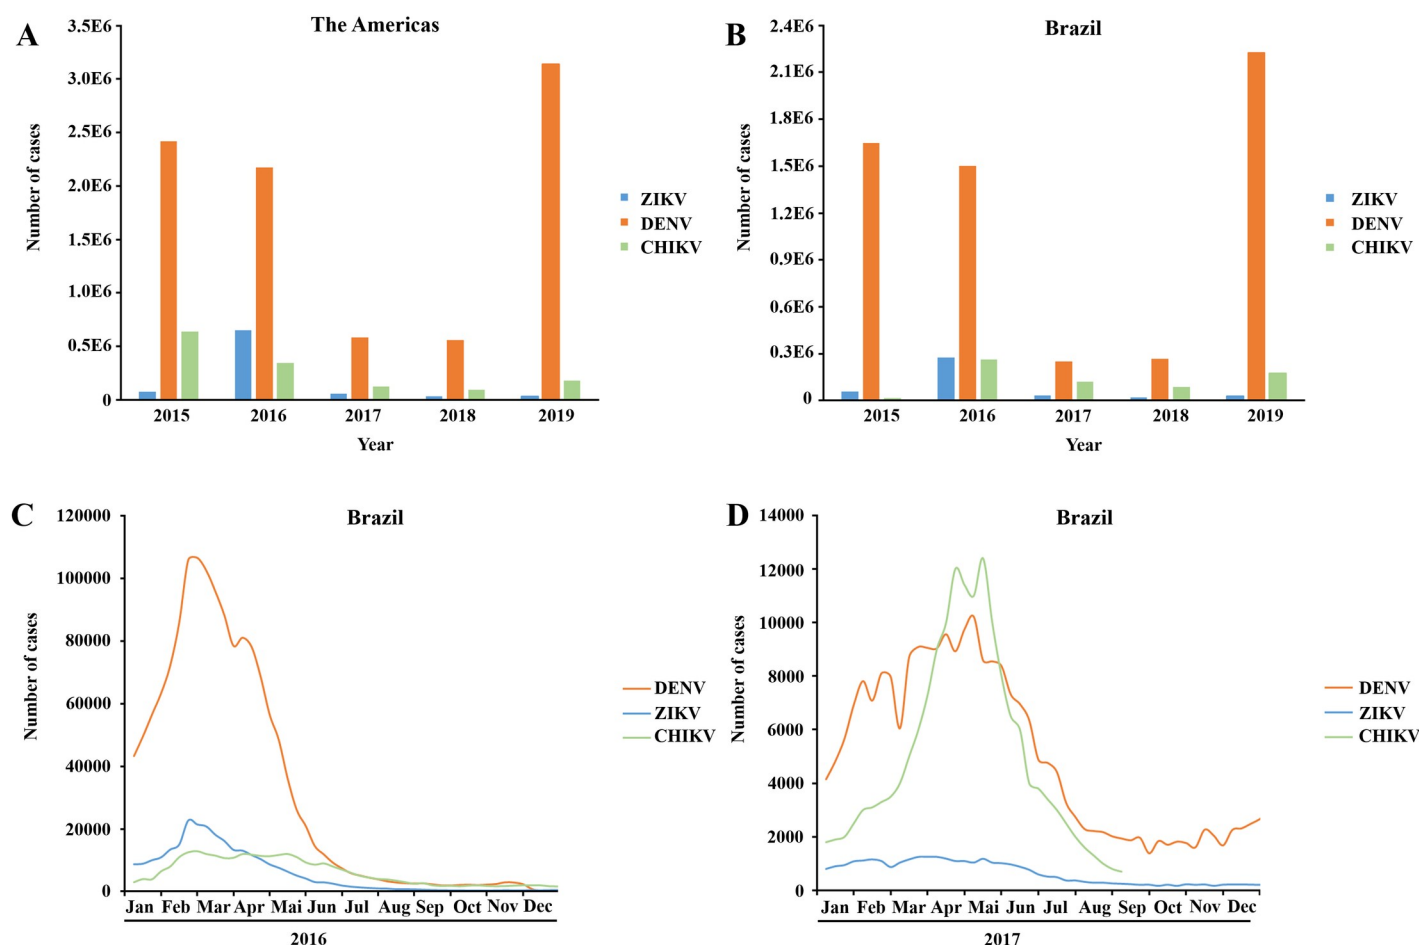 A
The Americas
Number of cases
3.5E6
3.0E6
2.5E6
2.0E6
1.5E6
1.0E6
0.5E6
0
2015 2016 2017 2018 2019
Year
ZIKV
DENV
CHIKV
B
Brazil
Number of cases
2.4E6
2.1E6
1.8E6
1.5E6
1.2E6
0.9E6
0.6E6
0.3E6
0
2015 2016 2017 2018 2019
Year
ZIKV
DENV
CHIKV
C
Brazil
Number of cases
120000
100000
80000
60000
40000
20000
0
Jan Feb Mar Apr Mai Jun Jul Aug Sep Oct Nov Dec
2016
DENV
ZIKV
CHIKV
D
Brazil
Number of cases
14000
12000
10000
8000
6000
4000
2000
0
Jan Feb Mar Apr Mai Jun Jul Aug Sep Oct Nov Dec
2017
DENV
ZIKV
CHIKV